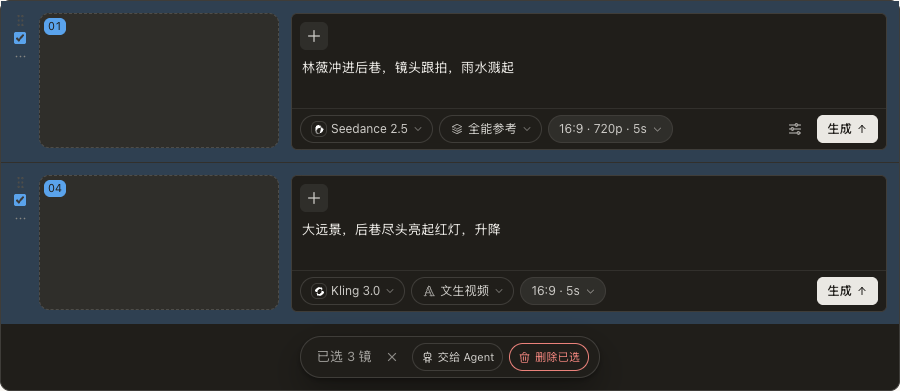 01
林薇冲进后巷，镜头跟拍，雨水溅起
Seedance 2.5 全能参考 16:9 · 720p · 5s 生成 ↑
04
大远景，后巷尽头亮起红灯，升降
Kling 3.0 文生视频 16:9 · 5s 生成 ↑
已选 3 镜 交给 Agent 删除已选